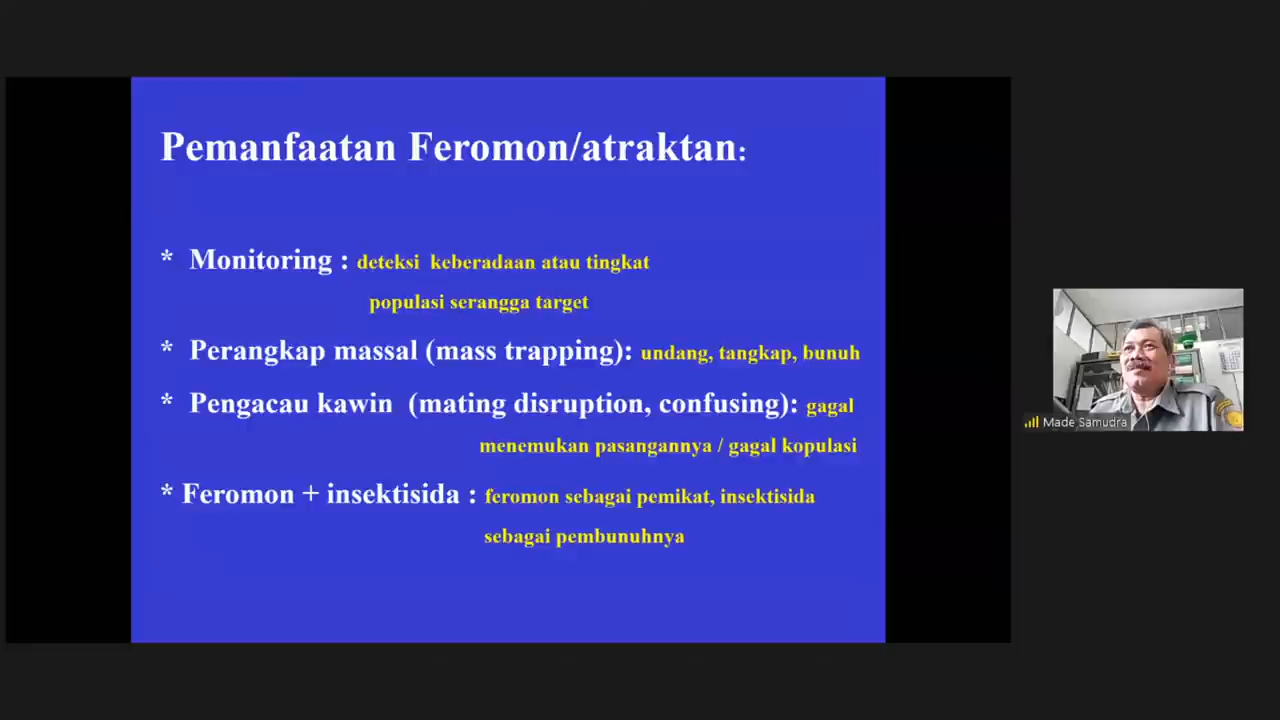 Pemanfaatan Feromon/atraktan:
* Monitoring : deteksi keberadaan atau tingkat
populasi serangga target
* Perangkap massal (mass trapping): undang, tangkap, bunuh
* Pengacau kawin (mating disruption, confusing): gagal
menemukan pasangannya / gagal kopulasi
* Feromon + insektisida : feromon sebagai pemikat, insektisida
sebagai pembunuhnya
Made Samudra